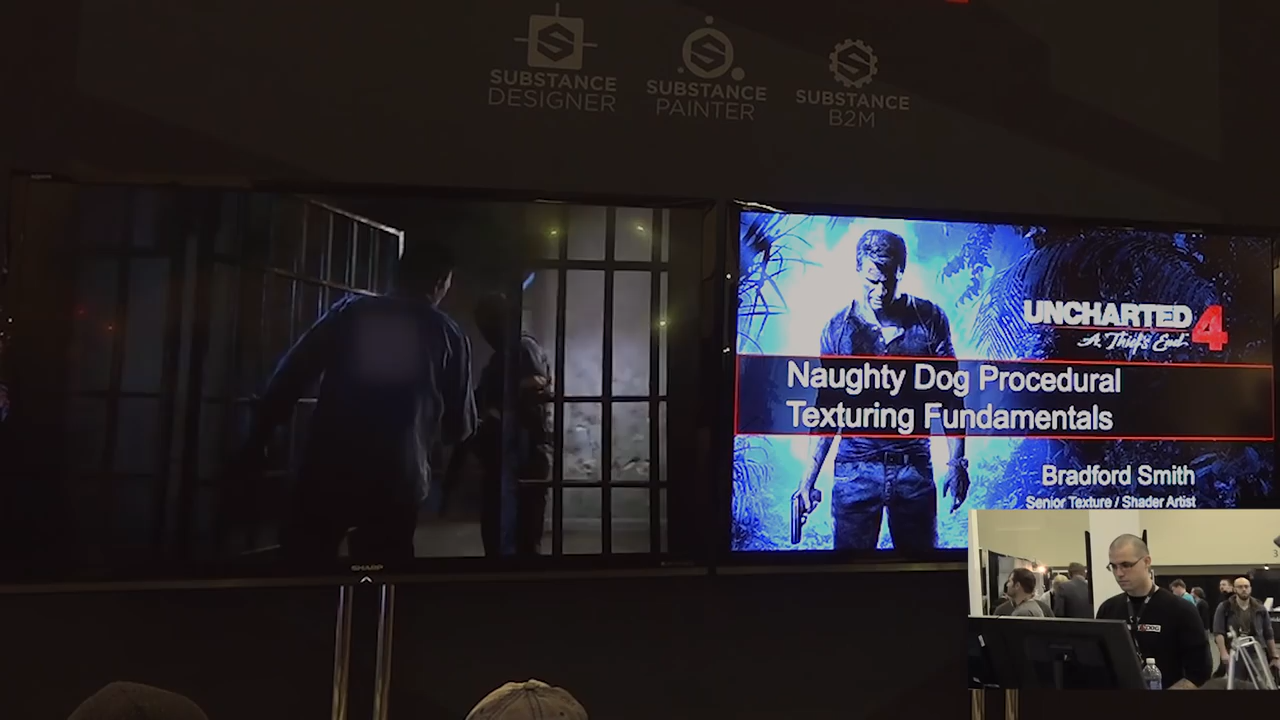 SUBSTANCE
DESIGNER
SUBSTANCE
PAINTER
SUBSTANCE
B2M
UNCHARTED 4
A Thief's End
Naughty Dog Procedural
Texturing Fundamentals
Bradford Smith
Senior Texture / Shader Artist
SHARP